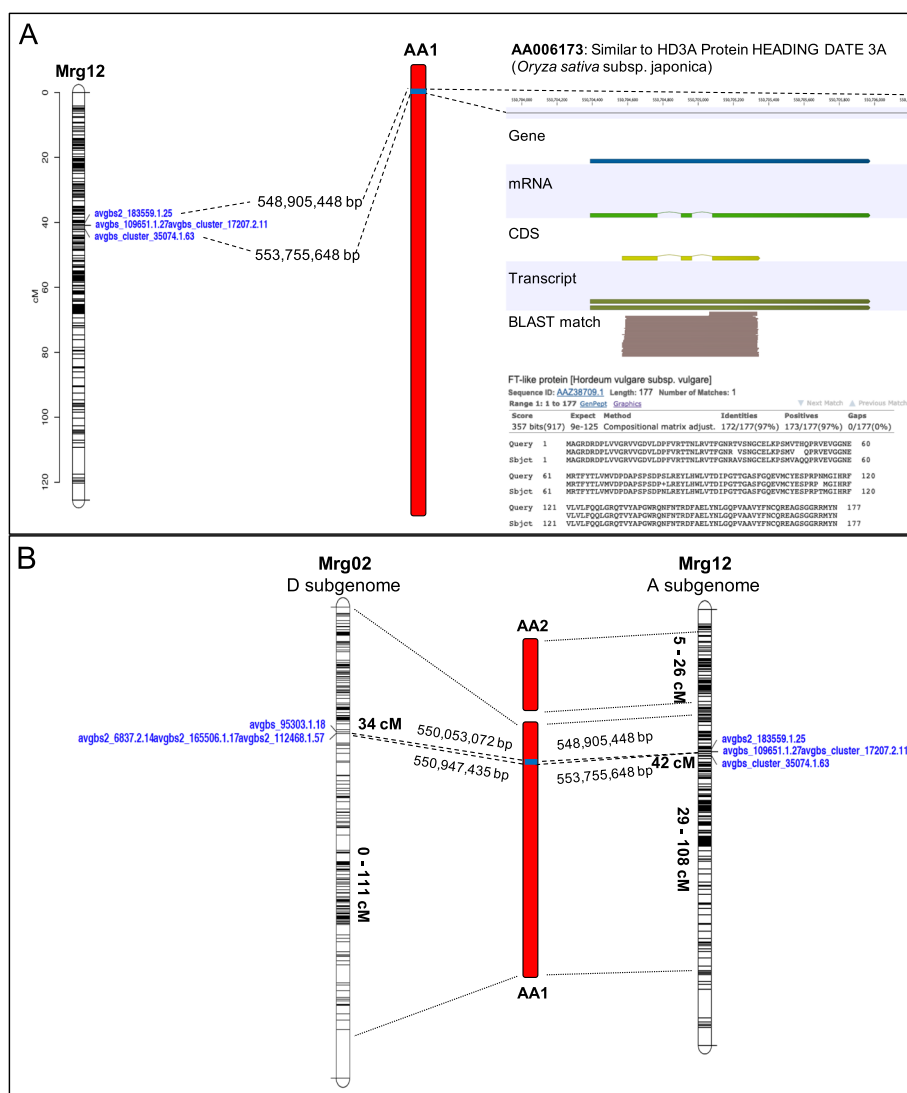 A
Mrg12
AA1
AA006173: Similar to HD3A Protein HEADING DATE 3A
(Oryza sativa subsp. japonica)
0
20
40
60
80
100
120
cM
avgbs2_183559.1.25
avgbs_109651.1.27avgbs_cluster_17207.2.11
avgbs_cluster_35074.1.63
548,905,448 bp
553,755,648 bp
Gene
mRNA
CDS
Transcript
BLAST match
FT-like protein [Hordeum vulgare subsp. vulgare]
Sequence ID: AAZ38709.1 Length: 177 Number of Matches: 1
Range 1: 1 to 177 GenPept Graphics ▼ Next Match ▲ Previous Match
Score Expect Method Identities Positives Gaps
357 bits(917) 9e-125 Compositional matrix adjust. 172/177(97%) 173/177(97%) 0/177(0%)
Query 1 MAGRDRDPLVVGRVVGDVLDPFVRTTNLRVTFGNRTVSNGCELKPSMVTHQPRVEVGGNE 60
MAGRDRDPLVVGRVVGDVLDPFVRTTNLRVTFGNR VSNGCELKPSMV QPRVEVGGNE
Sbjct 1 MAGRDRDPLVVGRVVGDVLDPFVRTTNLRVTFGNRAVSNGCELKPSMVAQQPRVEVGGNE 60
Query 61 MRTFYTLVMVDPDAPSPSDPSLREYLHWLVTDIPGTTGASFGQEVMCYESPRPNMGIHRF 120
MRTFYTLVMVDPDAPSPSDP+LREYLHWLVTDIPGTTGASFGQEVMCYESPRP MGIHRF
Sbjct 61 MRTFYTLVMVDPDAPSPSDPNLREYLHWLVTDIPGTTGASFGQEVMCYESPRPTMGIHRF 120
Query 121 VLVLFQQLGRQTVYAPGWRQNFNTRDFAELYNLGQPVAAVYFNCQREAGSGGRRMYN 177
VLVLFQQLGRQTVYAPGWRQNFNTRDFAELYNLGQPVAAVYFNCQREAGSGGRRMYN
Sbjct 121 VLVLFQQLGRQTVYAPGWRQNFNTRDFAELYNLGQPVAAVYFNCQREAGSGGRRMYN 177
B
Mrg02
D subgenome
Mrg12
A subgenome
AA2
5 - 26 cM
avgbs_95303.1.18
avgbs2_6837.2.14avgbs2_165506.1.17avgbs2_112468.1.57
34 cM
550,053,072 bp
550,947,435 bp
548,905,448 bp
553,755,648 bp
42 cM
avgbs2_183559.1.25
avgbs_109651.1.27avgbs_cluster_17207.2.11
avgbs_cluster_35074.1.63
0 - 111 cM
29 - 108 cM
AA1